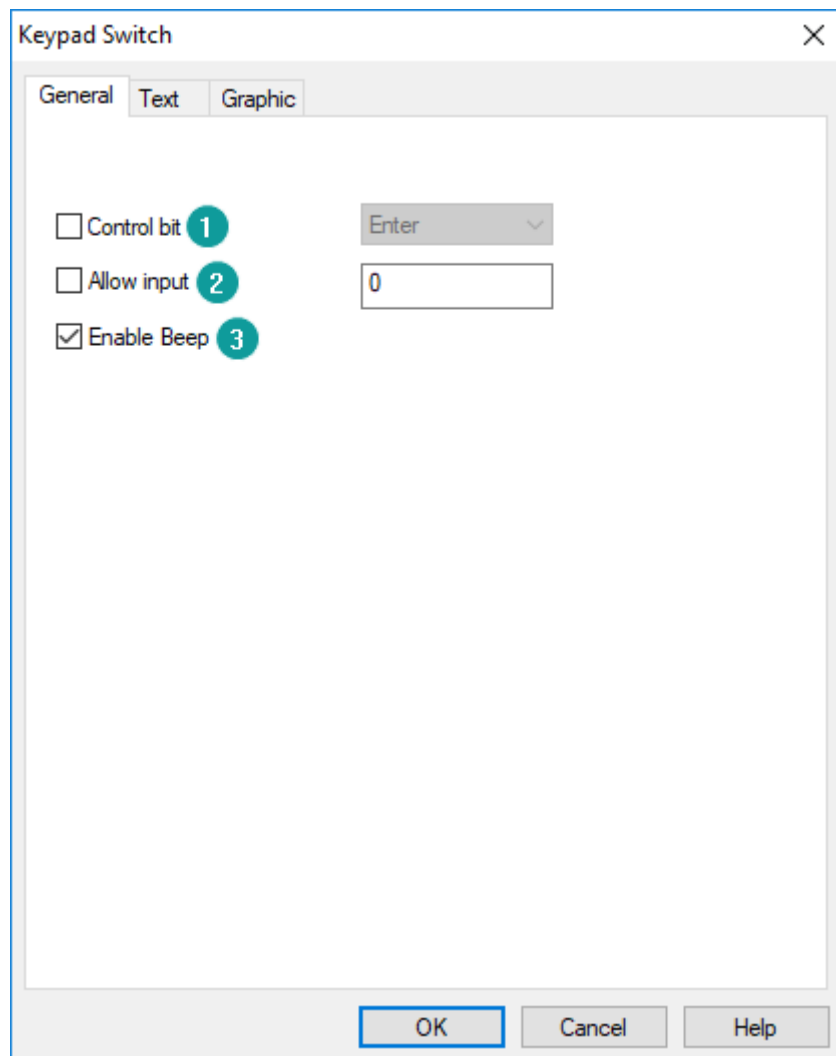 Keypad Switch
General Text Graphic
Control bit 1 Enter
Allow input 2 0
Enable Beep 3
OK Cancel Help